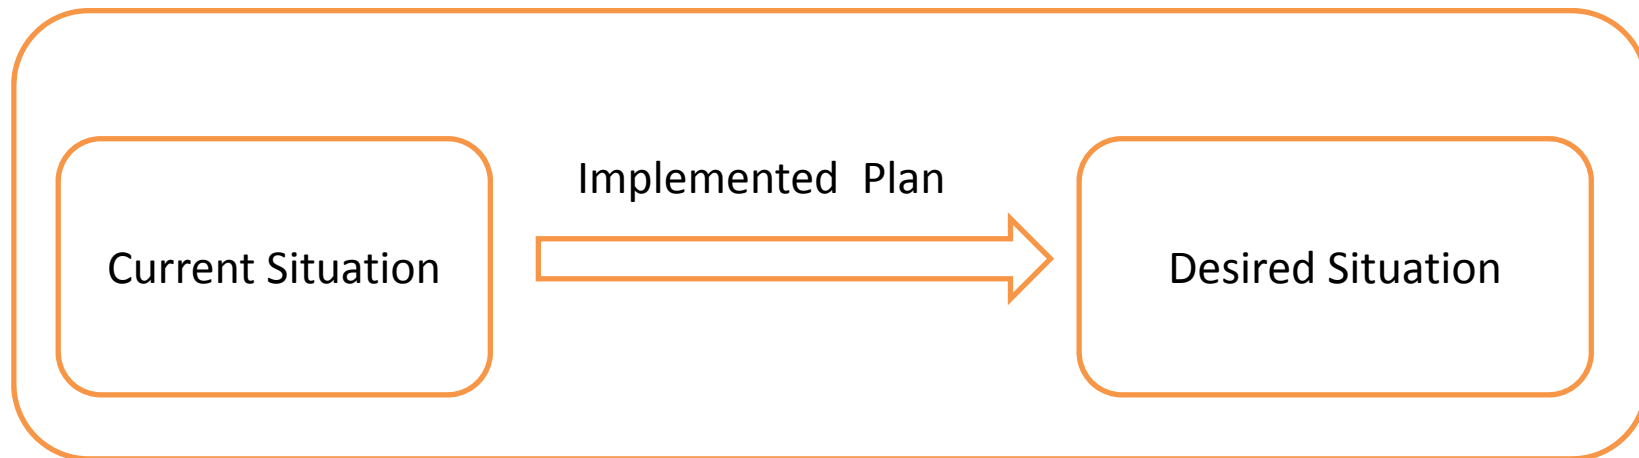 Implemented  Plan
Current Situation
Desired Situation